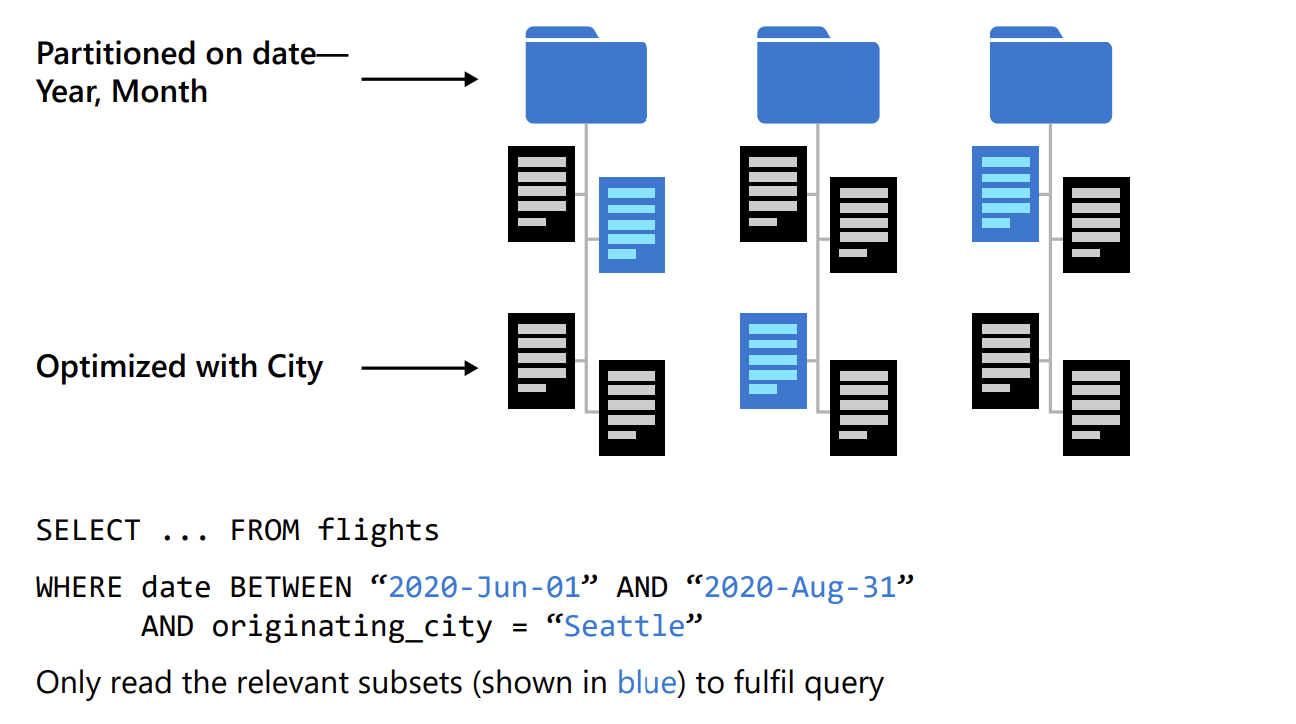 Partitioned on date—
Year, Month
Optimized with City
SELECT ... FROM flights
WHERE date BETWEEN “2020-Jun-01” AND “2020-Aug-31”
AND originating_city = “Seattle”
Only read the relevant subsets (shown in blue) to fulfil query